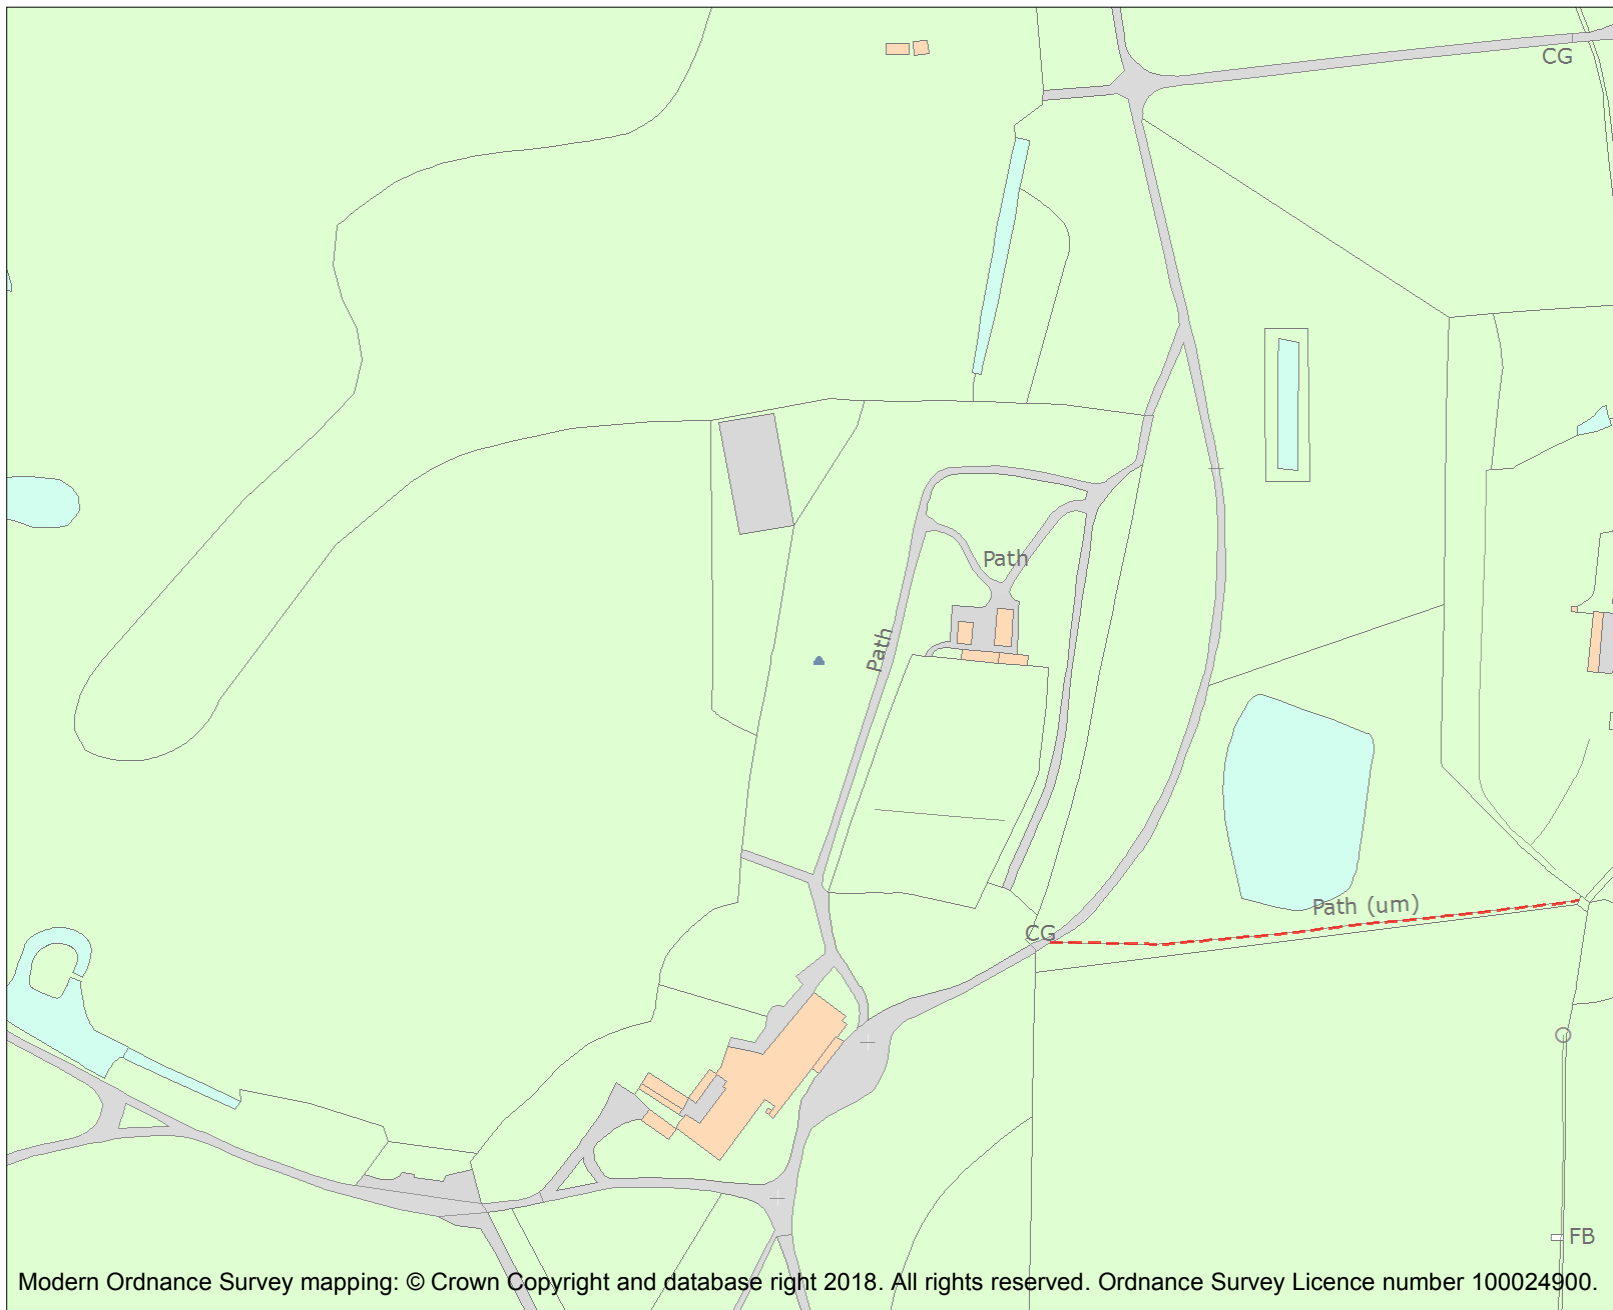 CG
Path
Path
Path (um)
CG
FB
Modern Ordnance Survey mapping: © Crown Copyright and database right 2018. All rights reserved. Ordnance Survey Licence number 100024900.